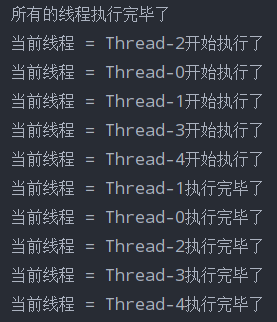 所有的线程执行完毕了
当前线程 = Thread-2开始执行了
当前线程 = Thread-0开始执行了
当前线程 = Thread-1开始执行了
当前线程 = Thread-3开始执行了
当前线程 = Thread-4开始执行了
当前线程 = Thread-1执行完毕了
当前线程 = Thread-0执行完毕了
当前线程 = Thread-2执行完毕了
当前线程 = Thread-3执行完毕了
当前线程 = Thread-4执行完毕了